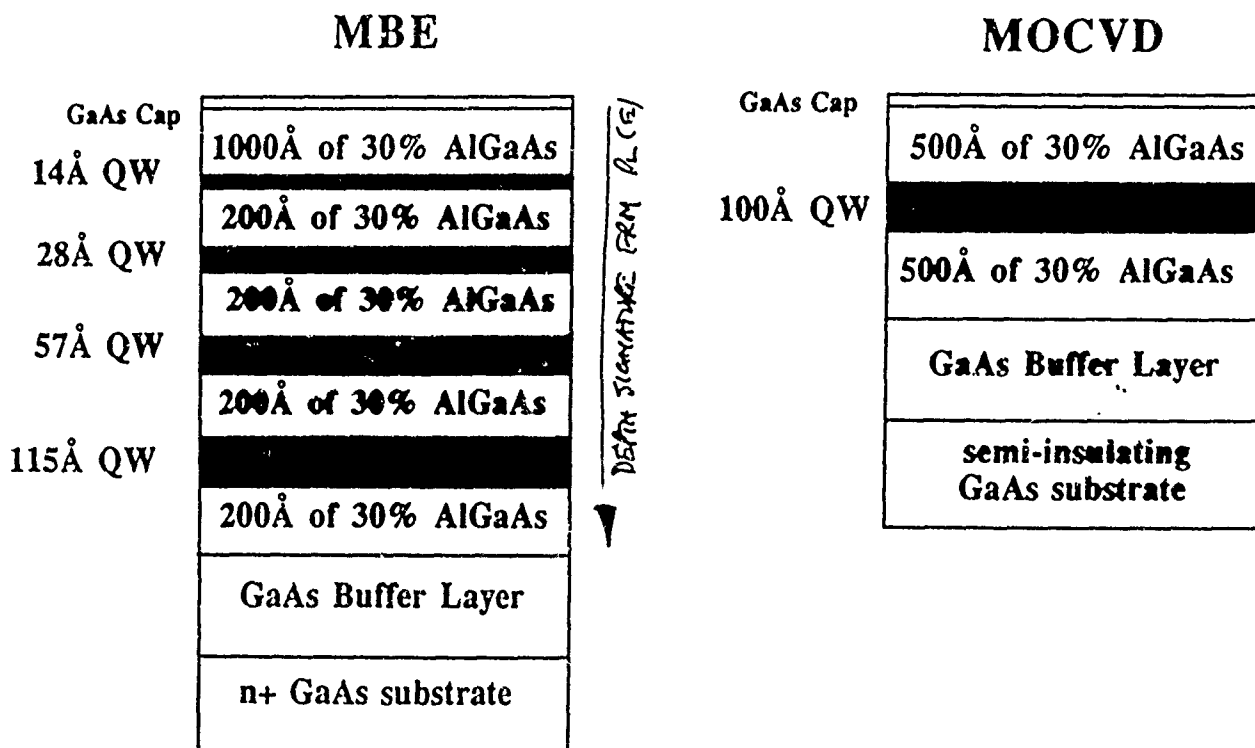 MBE
GaAs Cap
1000Å of 30% AlGaAs
14Å QW
200Å of 30% AlGaAs
28Å QW
200Å of 30% AlGaAs
57Å QW
200Å of 30% AlGaAs
115Å QW
200Å of 30% AlGaAs
GaAs Buffer Layer
n+ GaAs substrate
DEPTH SIGNATURE FRM PL (E)
MOCVD
GaAs Cap
500Å of 30% AlGaAs
100Å QW
500Å of 30% AlGaAs
GaAs Buffer Layer
semi-insulating
GaAs substrate